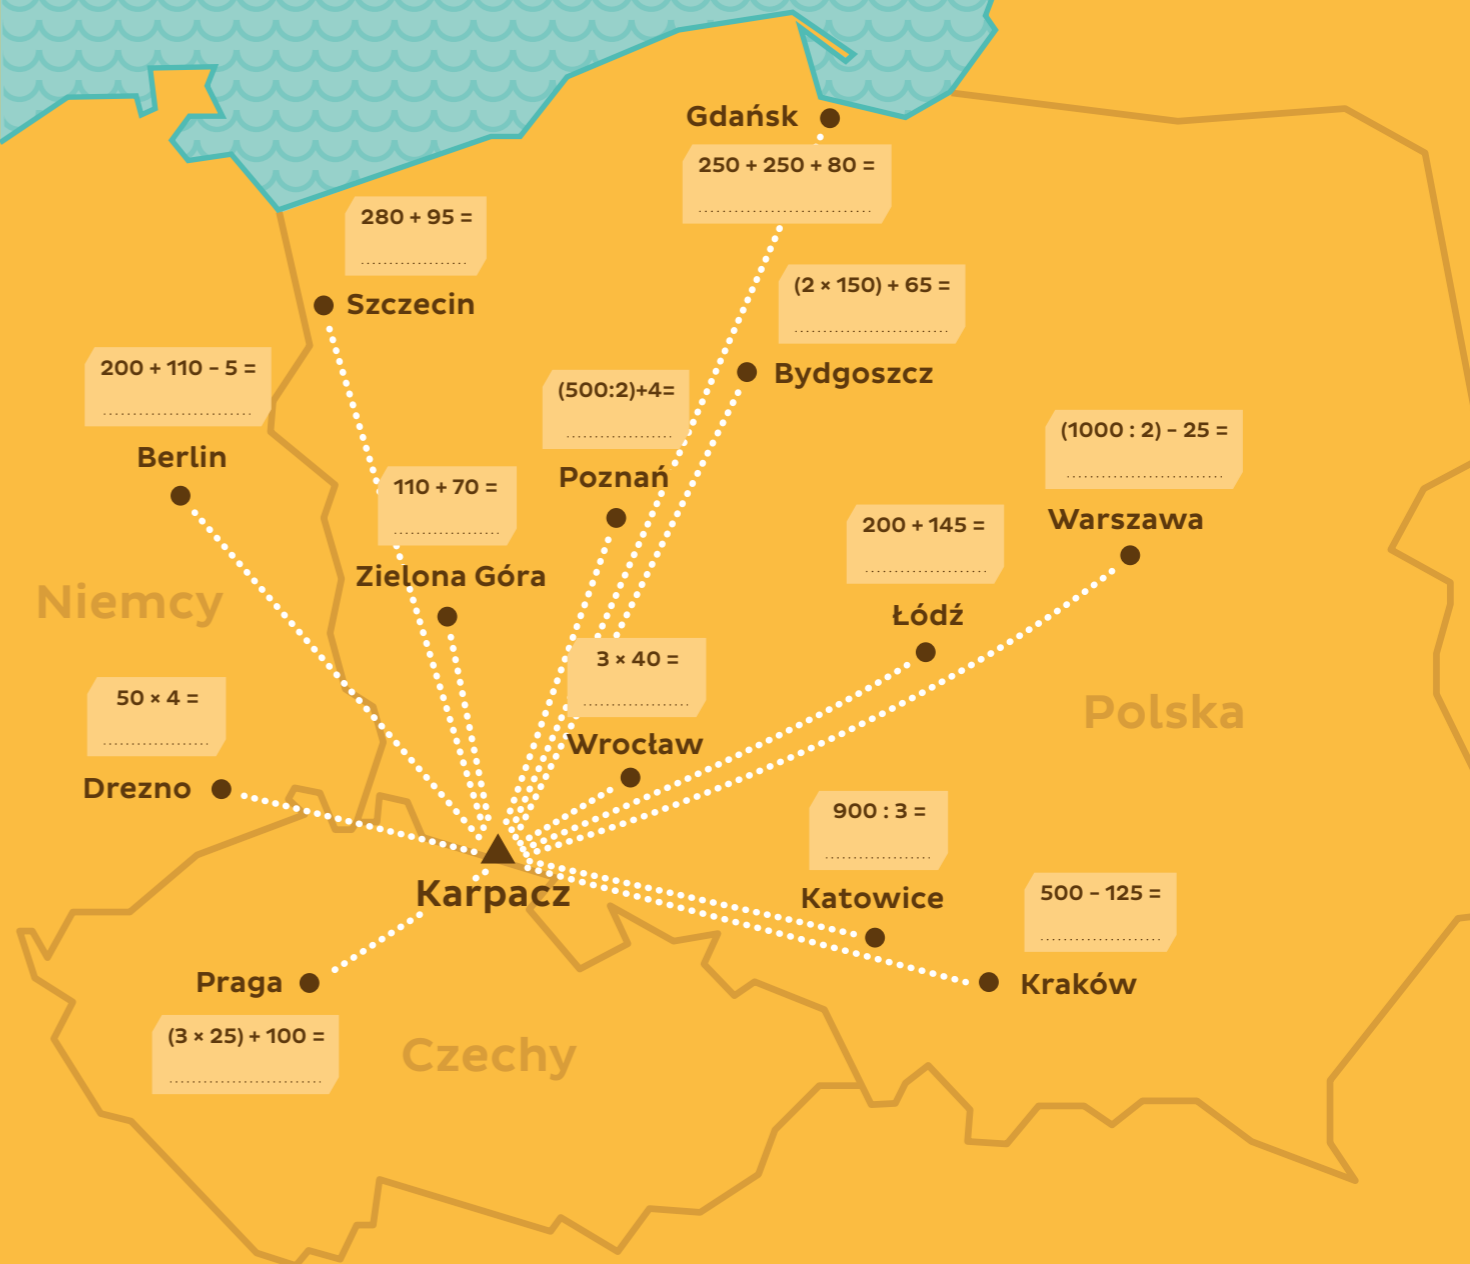 Gdańsk
250 + 250 + 80 =
280 + 95 =
Szczecin
(2 × 150) + 65 =
Bydgoszcz
200 + 110 - 5 =
Berlin
(500:2)+4=
Poznań
(1000 : 2) - 25 =
Warszawa
110 + 70 =
Zielona Góra
200 + 145 =
Łódź
Niemcy
3 × 40 =
Wrocław
50 × 4 =
Drezno
Polska
900 : 3 =
Katowice
Karpacz
500 - 125 =
Kraków
Praga
(3 × 25) + 100 =
Czechy